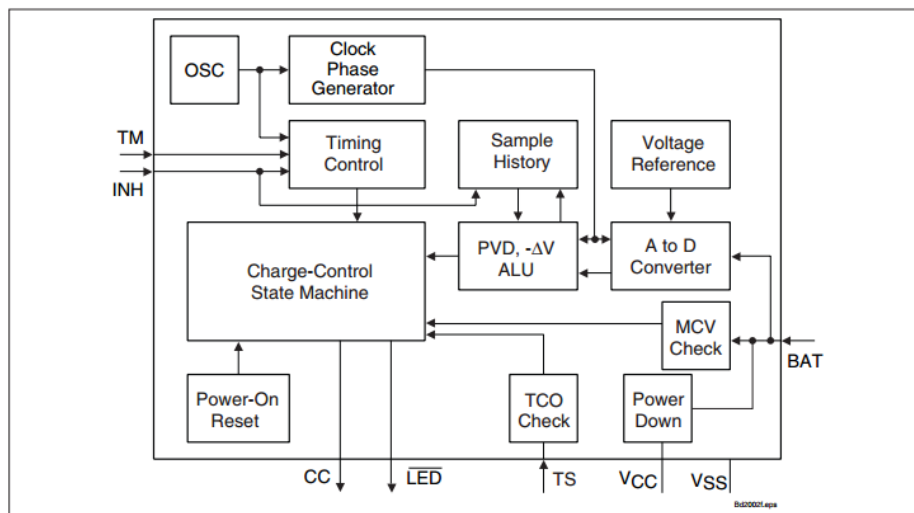 OSC
Clock
Phase
Generator
TM
INH
Timing
Control
Sample
History
Voltage
Reference
Charge-Control
State Machine
PVD, -ΔV
ALU
A to D
Converter
MCV
Check
BAT
Power-On
Reset
TCO
Check
Power
Down
CC
LED
TS
VCC
VSS
Bd2002f.eps